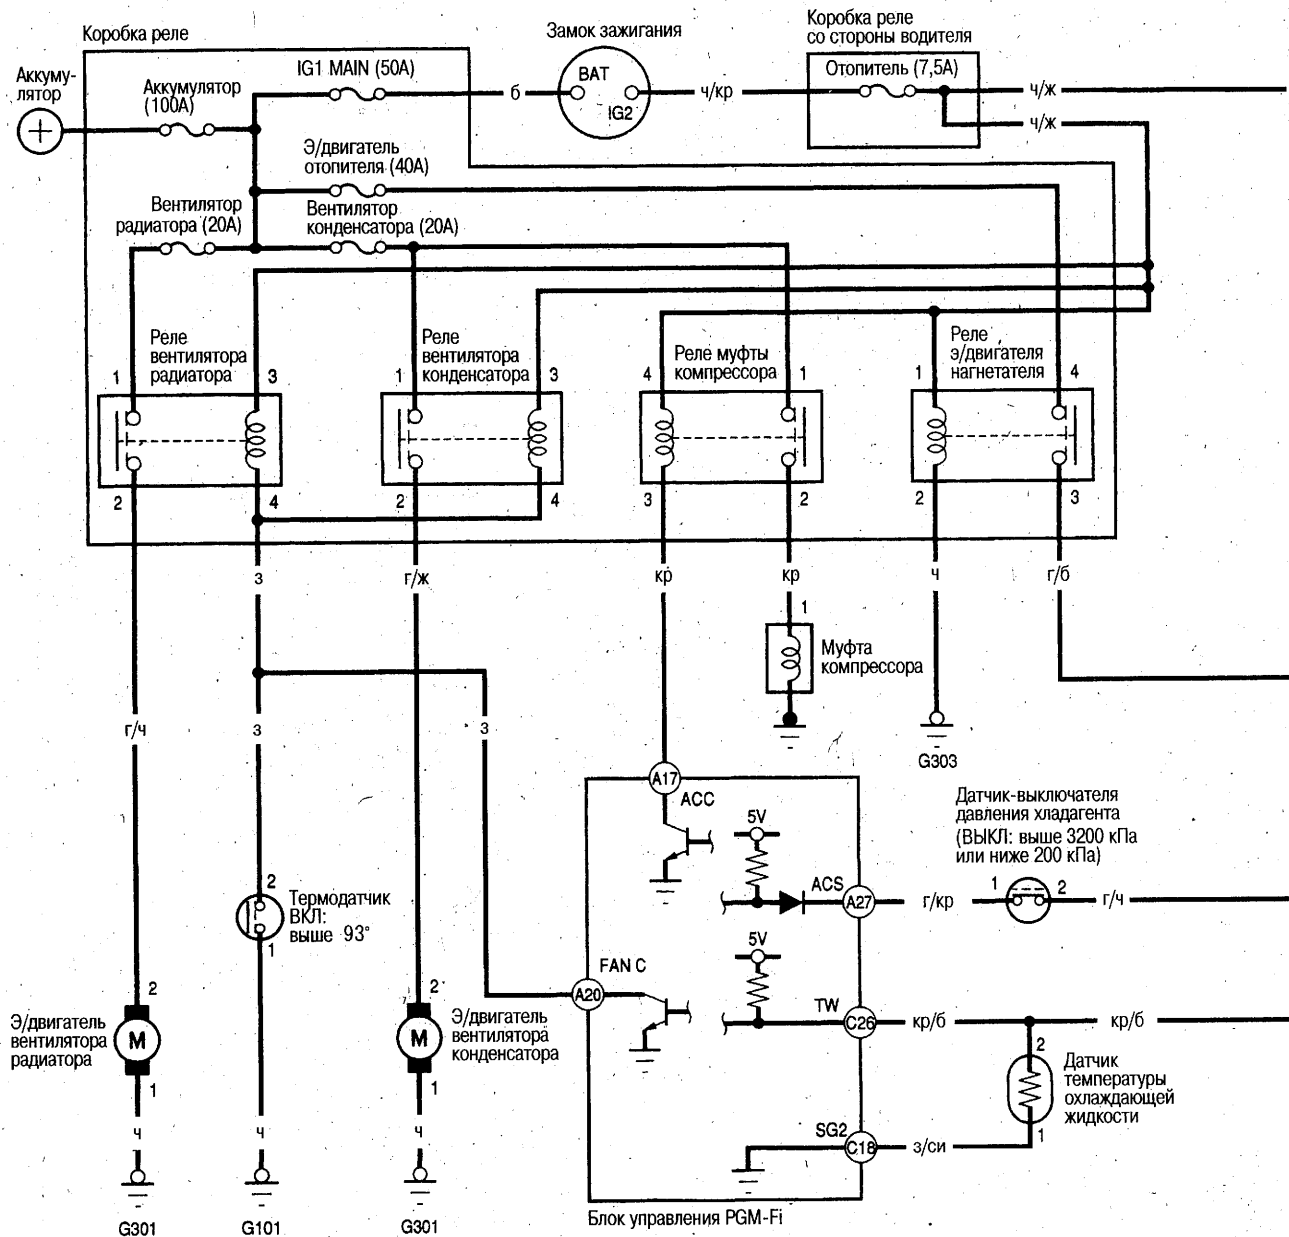 Коробка реле
Замок зажигания
Коробка реле
со стороны водителя
Аккуму-
лятор
Аккумулятор
(100А)
IG1 MAIN (50А)
б
BAT
IG2
ч/кр
Отопитель (7,5А)
ч/ж
ч/ж
Э/двигатель
отопителя (40А)
Вентилятор
радиатора (20А)
Вентилятор
конденсатора (20А)
Реле
вентилятора
радиатора
1
3
2
4
Реле
вентилятора
конденсатора
1
3
2
4
Реле муфты
компрессора
4
1
3
2
Реле
э/двигателя
нагнетателя
1
4
2
3
з
г/ж
кр
кр
ч
г/б
1
Муфта
компрессора
г/ч
з
з
G303
A17
ACC
5V
ACS
A27
г/кр
Датчик-выключателя
давления хладагента
(ВЫКЛ: выше 3200 кПа
или ниже 200 кПа)
1
2
г/ч
2
Термодатчик
ВКЛ:
выше 93°
1
FAN C
A20
5V
TW
C26
кр/б
кр/б
2
Датчик
температуры
охлаждающей
жидкости
1
SG2
C18
з/си
Э/двигатель
вентилятора
радиатора
2
M
1
2
M
1
Э/двигатель
вентилятора
конденсатора
ч
ч
ч
G301
G101
G301
Блок управления PGM-Fi